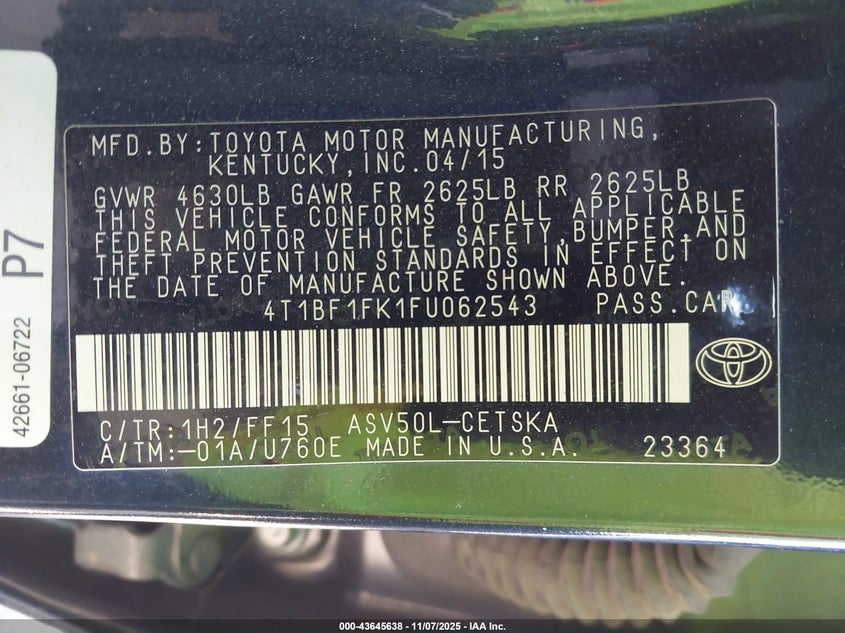 P7
42661-06722
MFD.BY:TOYOTA MOTOR MANUFACTURING,
KENTUCKY,INC.04/15
GVWR 4630LB GAWR FR 2625LB RR 2625LB
THIS VEHICLE CONFORMS TO ALL APPLICABLE
FEDERAL MOTOR VEHICLE SAFETY,BUMPER,AND
THEFT PREVENTION STANDARDS IN EFFECT ON
THE DATE OF MANUFACTURE SHOWN ABOVE.
4T1BF1FK1FU062543 PASS.CAR
C/TR:1H2/FF15 ASV50L-CETSKA
A/TM:-01A/U760E MADE IN U.S.A. 23364
000-43645638 - 11/07/2025 - IAA Inc.